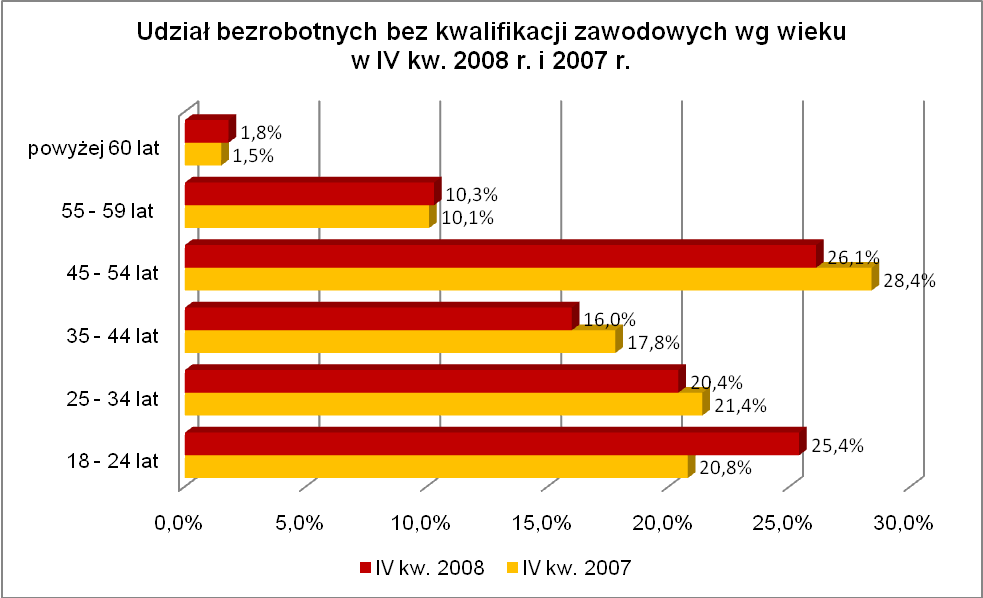 Udział bezrobotnych bez kwalifikacji zawodowych wg wieku
w IV kw. 2008 r. i 2007 r.
powyżej 60 lat
1,8%
1,5%
55 - 59 lat
10,3%
10,1%
45 - 54 lat
26,1%
28,4%
35 - 44 lat
16,0%
17,8%
25 - 34 lat
20,4%
21,4%
18 - 24 lat
25,4%
20,8%
0,0% 5,0% 10,0% 15,0% 20,0% 25,0% 30,0%
IV kw. 2008 IV kw. 2007